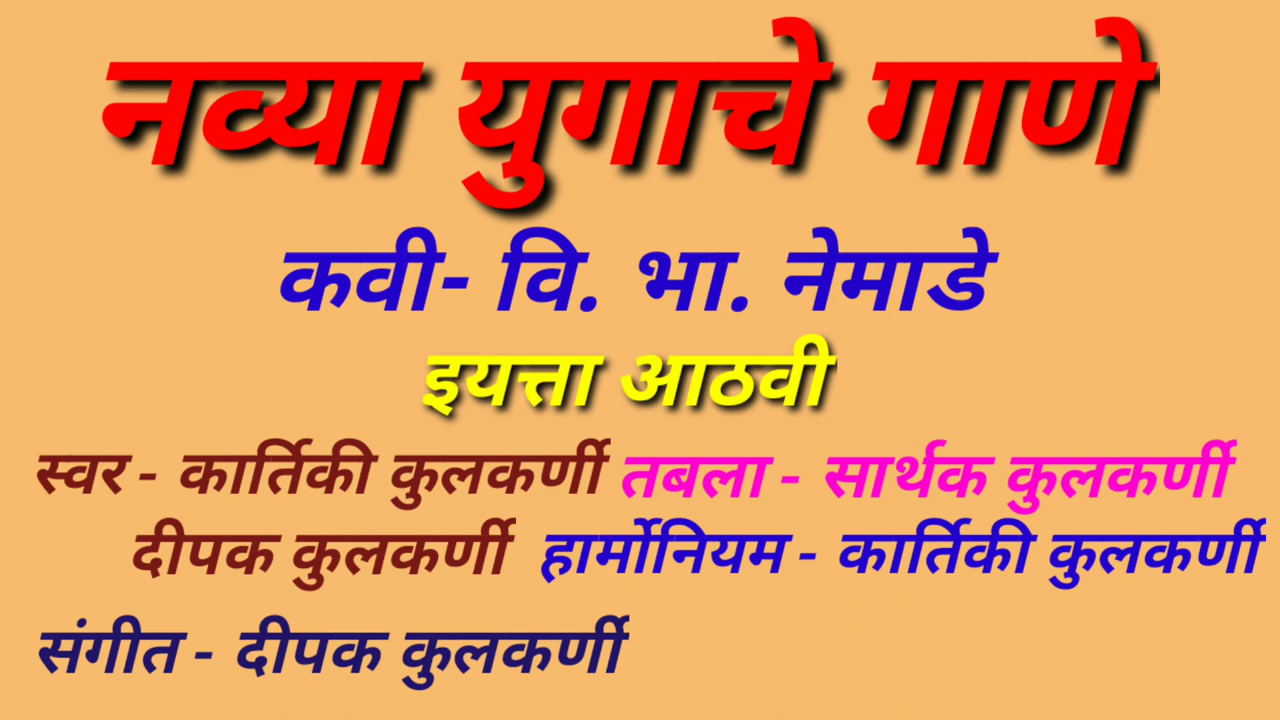 नव्या युगाचे गाणे
कवी- वि. भा. नेमाडे
इयत्ता आठवी
स्वर - कार्तिकी कुलकर्णी तबला - सार्थक कुलकर्णी
दीपक कुलकर्णी हार्मोनियम - कार्तिकी कुलकर्णी
संगीत - दीपक कुलकर्णी